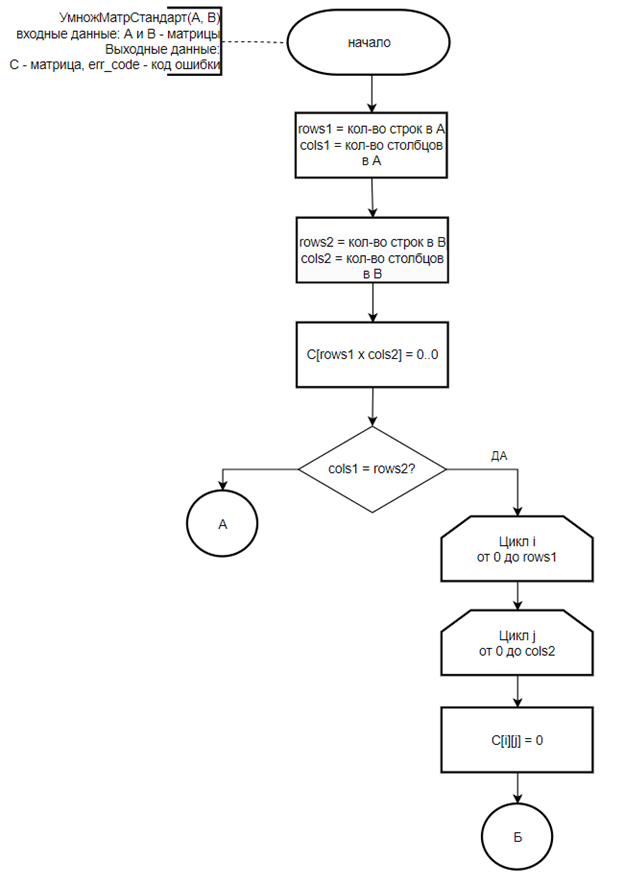 УмножМатрСтандарт(А, В)
входные данные: А и В - матрицы
Выходные данные:
С - матрица, err_code - код ошибки
начало
rows1 = кол-во строк в А
cols1 = кол-во столбцов
в А
rows2 = кол-во строк в В
cols2 = кол-во столбцов
в В
C[rows1 x cols2] = 0..0
cols1 = rows2?
ДА
А
Цикл i
от 0 до rows1
Цикл j
от 0 до cols2
C[i][j] = 0
Б